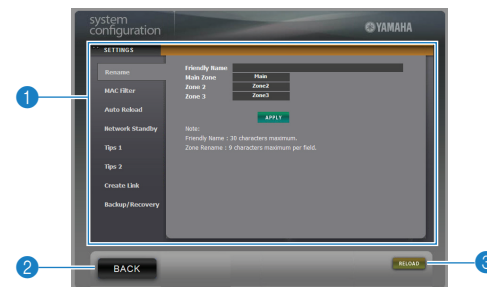 system
configuration
YAMAHA
SETTINGS
Rename
MAC Filter
Auto Reload
Network Standby
Tips 1
Tips 2
Create Link
Backup/Recovery
Friendly Name
Main Zone Main
Zone 2 Zone2
Zone 3 Zone3
APPLY
Note:
Friendly Name : 30 characters maximum.
Zone Rename : 9 characters maximum per field.
BACK
RELOAD
1
2
3